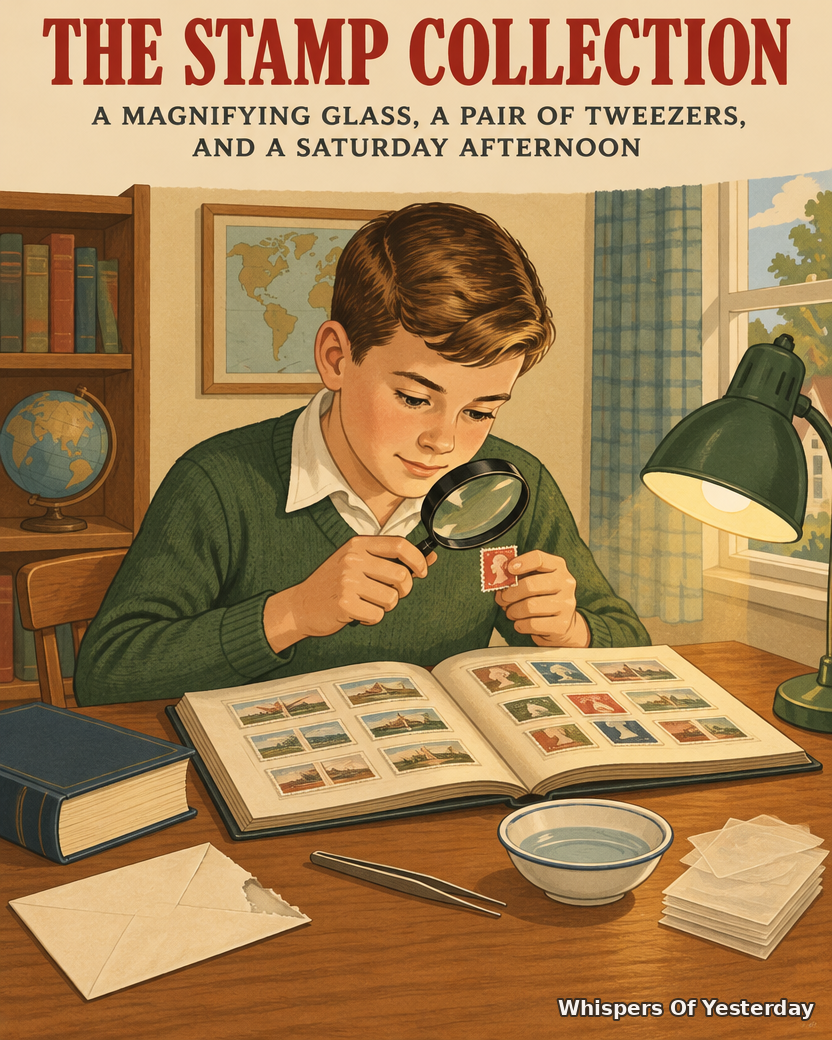 THE STAMP COLLECTION
A MAGNIFYING GLASS, A PAIR OF TWEEZERS,
AND A SATURDAY AFTERNOON
Whispers Of Yesterday